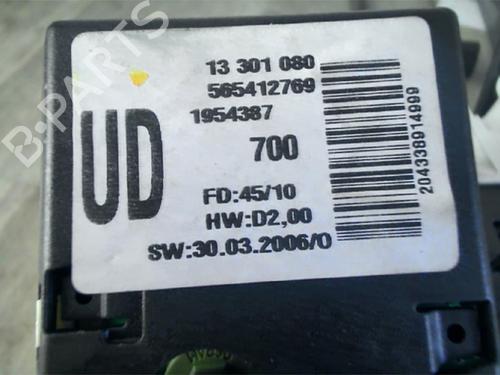 B-PARTS
13 301 080
565412769
1954387
UD
700
FD:45/10
HW:D2,00
SW:30.03.2006/0
204338914999